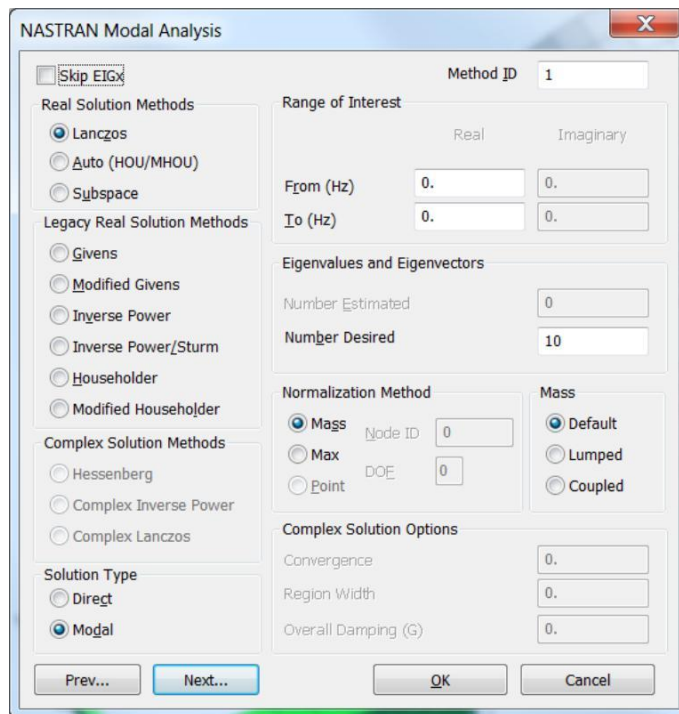 NASTRAN Modal Analysis
X
Skip EIGx
Method ID 1
Real Solution Methods
Lanczos
Auto (HOU/MHOU)
Subspace
Legacy Real Solution Methods
Givens
Modified Givens
Inverse Power
Inverse Power/Sturm
Householder
Modified Householder
Complex Solution Methods
Hessenberg
Complex Inverse Power
Complex Lanczos
Solution Type
Direct
Modal
Range of Interest
Real Imaginary
From (Hz) 0. 0.
To (Hz) 0. 0.
Eigenvalues and Eigenvectors
Number Estimated 0
Number Desired 10
Normalization Method
Mass Node ID 0
Max DOF 0
Point
Mass
Default
Lumped
Coupled
Complex Solution Options
Convergence 0.
Region Width 0.
Overall Damping (G) 0.
Prev... Next... OK Cancel